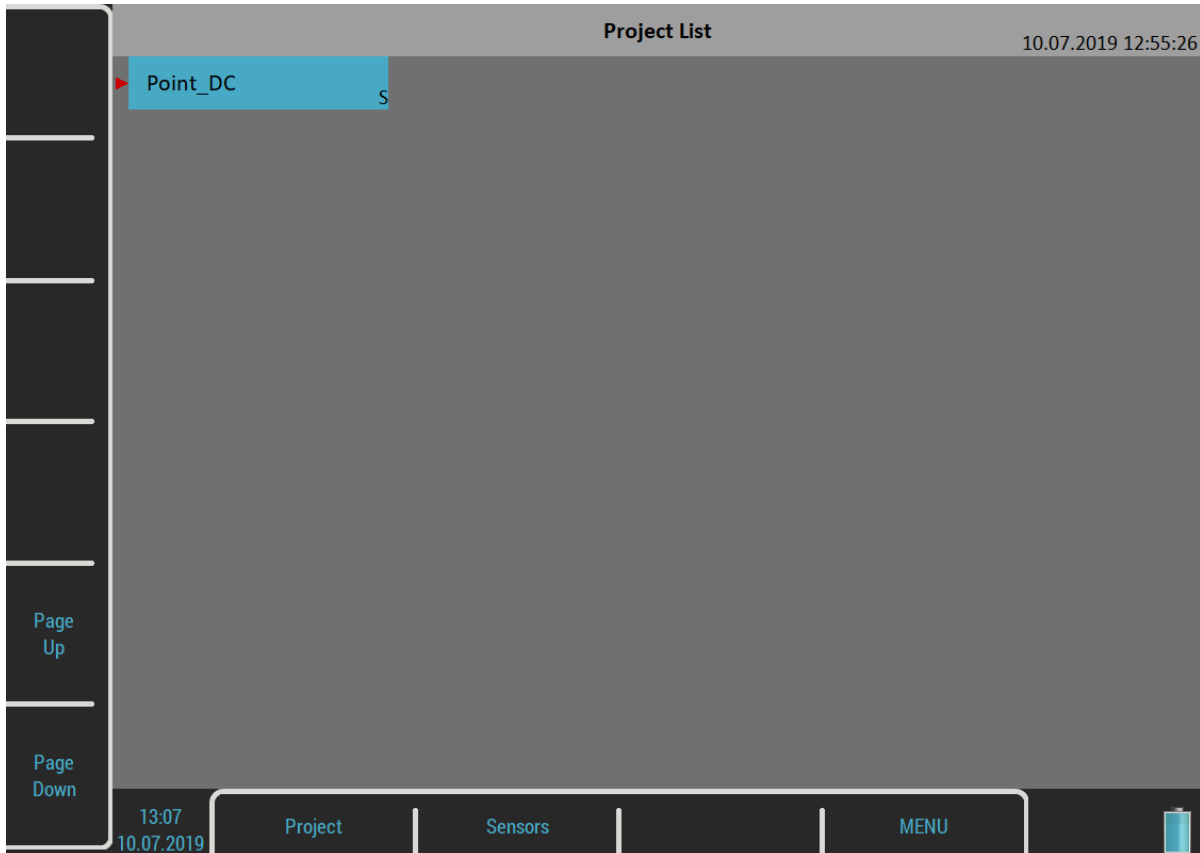 Project List
10.07.2019 12:55:26
Point_DC
S
Page
Up
Page
Down
13:07
10.07.2019
Project
Sensors
MENU